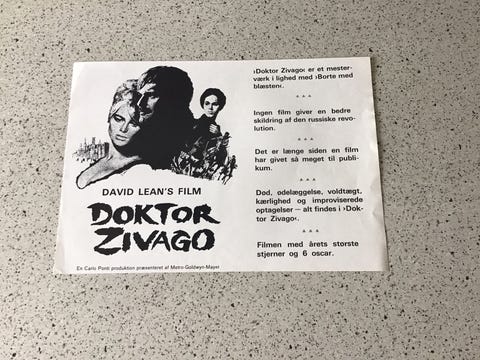 DAVID LEAN'S FILM
DOKTOR
ZIVAGO
En Carlo Ponti produktion præsenteret af Metro-Goldwyn-Mayer
›Doktor Zivago‹ er et mester-
værk i lighed med ›Borte med
blæsten‹.
Ingen film giver en bedre
skildring af den russiske revo-
lution.
Det er længe siden en film
har givet så meget til publi-
kum.
Død, odelæggelse, voldtægt,
kærlighed og improviserede
optagelser — alt findes i ›Dok-
tor Zivago‹.
Filmen med årets største
stjerner og 6 oscar.